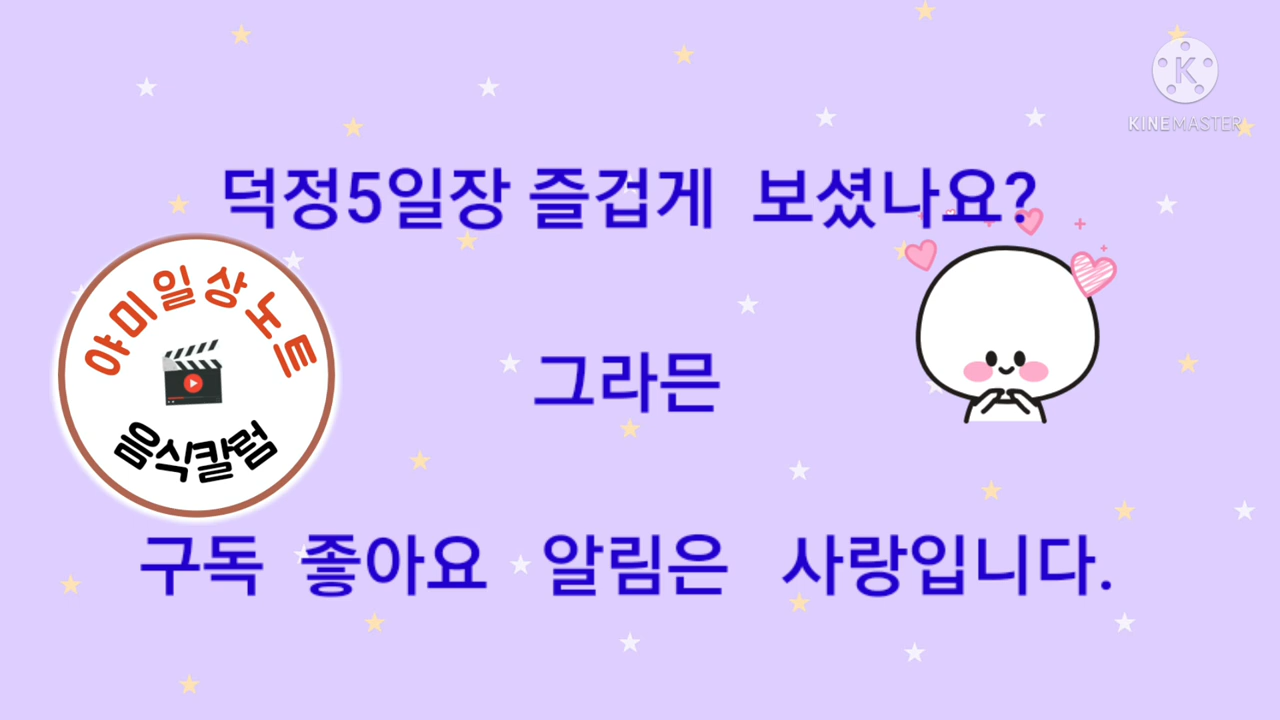 KINEMASTER
덕정5일장 즐겁게 보셨나요?
야미일상노트
음식칼럼
그라믄
구독 좋아요 알림은 사랑입니다.